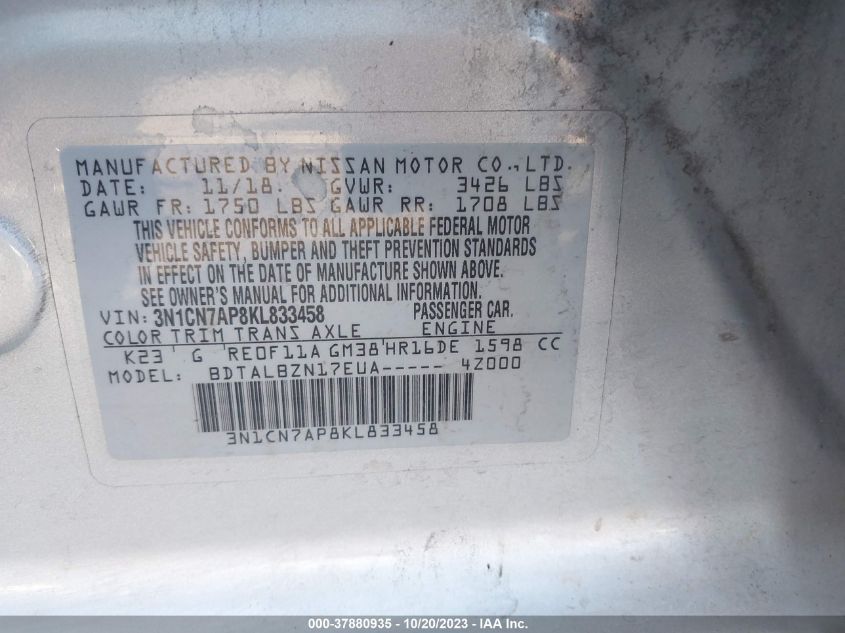 MANUFACTURED BY NISSAN MOTOR CO.,LTD.
DATE: 11/18 GVWR: 3426 LBS
GAWR FR: 1750 LBS GAWR RR: 1708 LBS
THIS VEHICLE CONFORMS TO ALL APPLICABLE FEDERAL MOTOR
VEHICLE SAFETY, BUMPER AND THEFT PREVENTION STANDARDS
IN EFFECT ON THE DATE OF MANUFACTURE SHOWN ABOVE.
SEE OWNER'S MANUAL FOR ADDITIONAL INFORMATION.
VIN: 3N1CN7AP8KL833458 PASSENGER CAR.
COLOR TRIM TRANS AXLE ENGINE
K23 G RE0F11A GM38 HR16DE 1598 CC
MODEL: BDTALBZN17EUA----- 4Z000
3N1CN7AP8KL833458
000-37880935 - 10/20/2023 - IAA Inc.